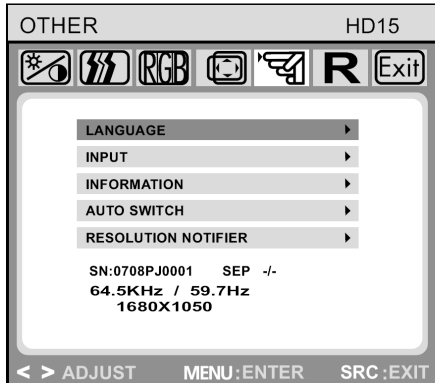 OTHER HD15
RGB R Exit
LANGUAGE
INPUT
INFORMATION
AUTO SWITCH
RESOLUTION NOTIFIER
SN:0708PJ0001 SEP -/-
64.5KHz / 59.7Hz
1680X1050
< > ADJUST MENU:ENTER SRC:EXIT